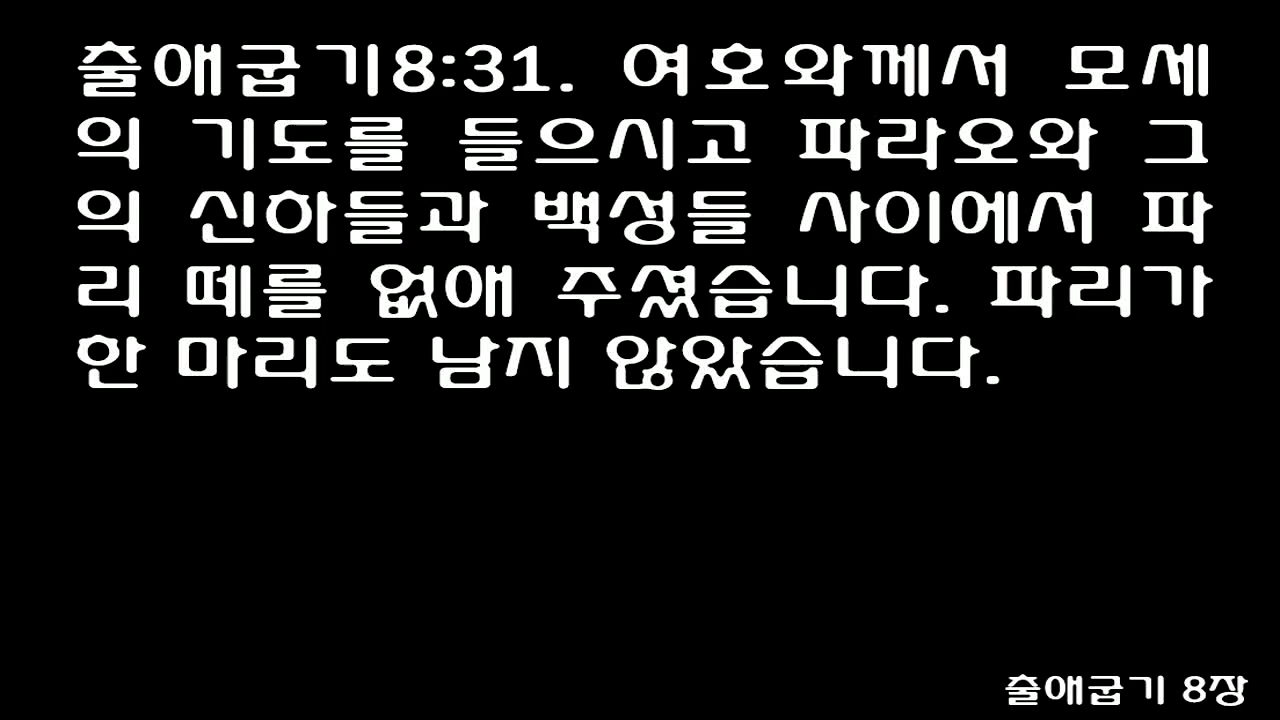 출애굽기8:31. 여호와께서 모세
의 기도를 들으시고 파라오와 그
의 신하들과 백성들 사이에서 파
리 떼를 없애 주셨습니다. 파리가
한 마리도 남지 않았습니다.
출애굽기 8장